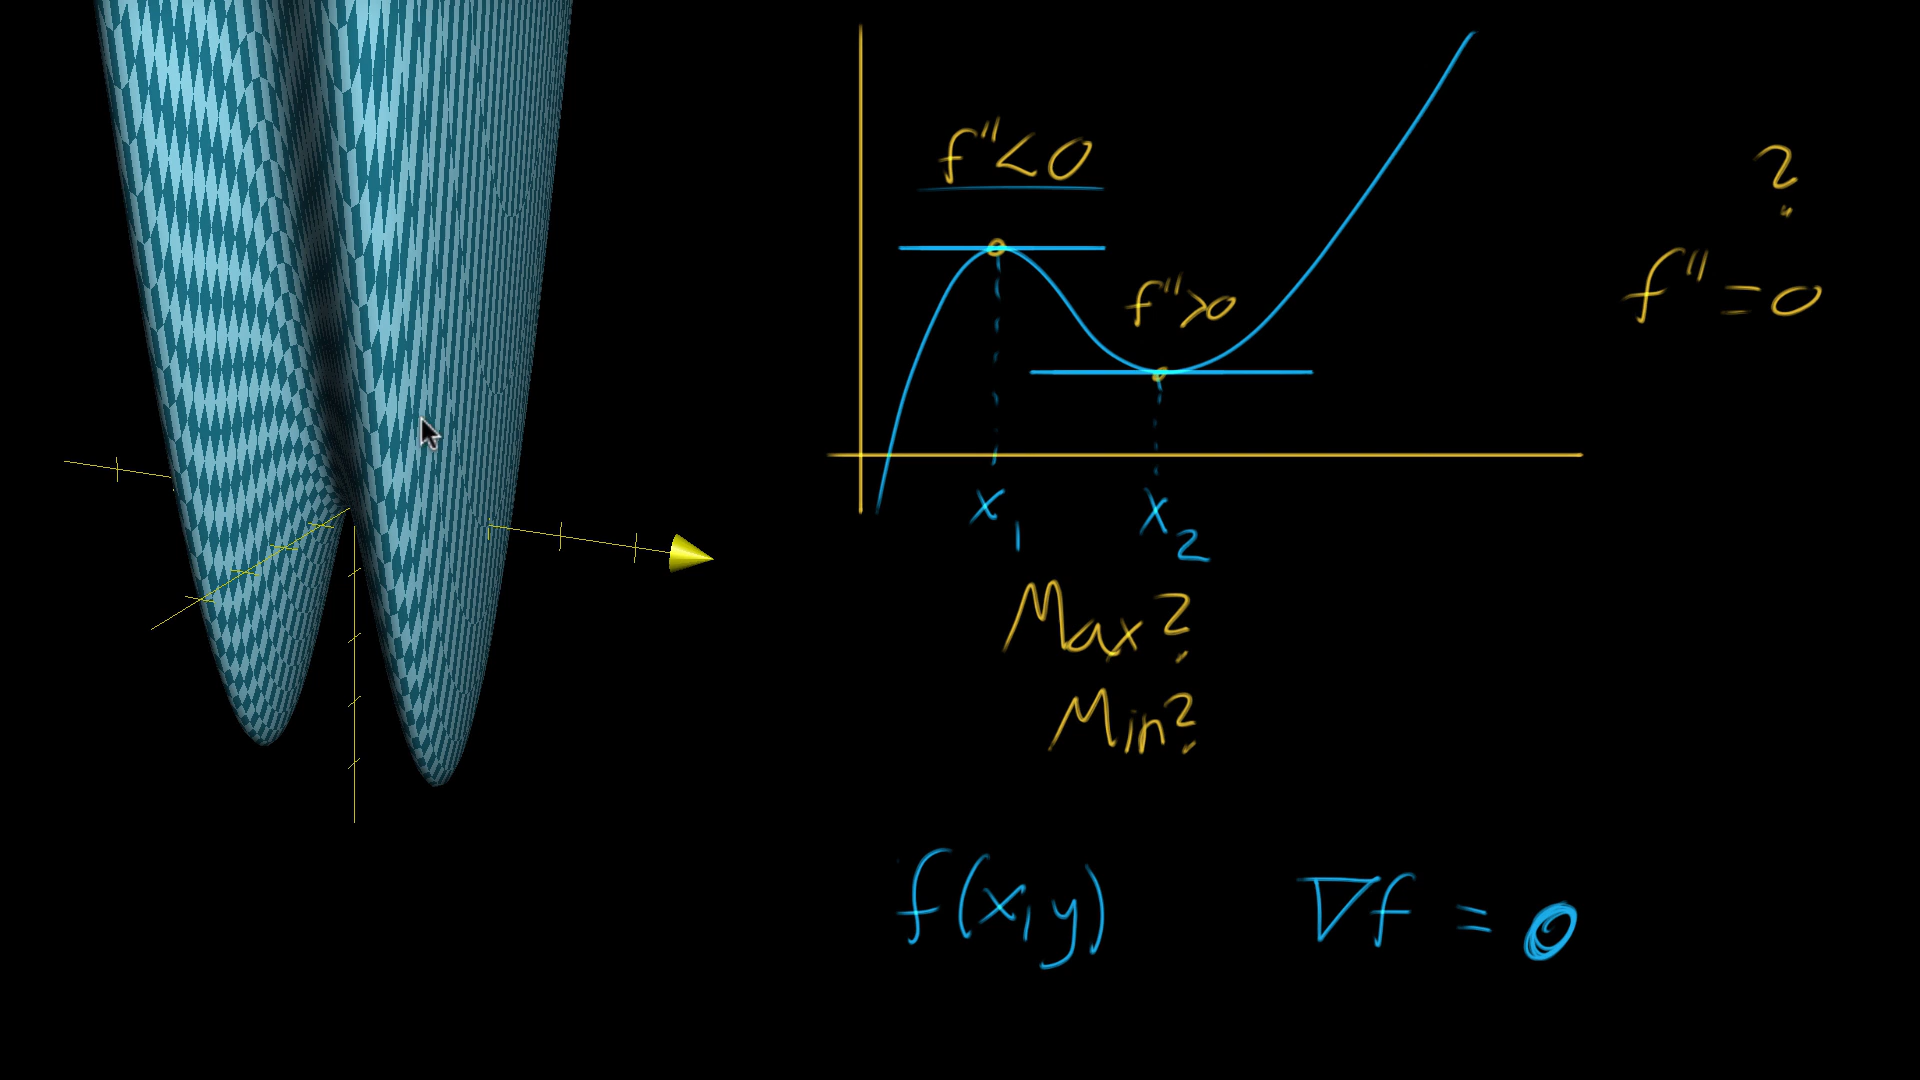 f''<0
?
f''>0
f''=0
x₁ x₂
Max?
Min?
f(x,y) ∇f = 0